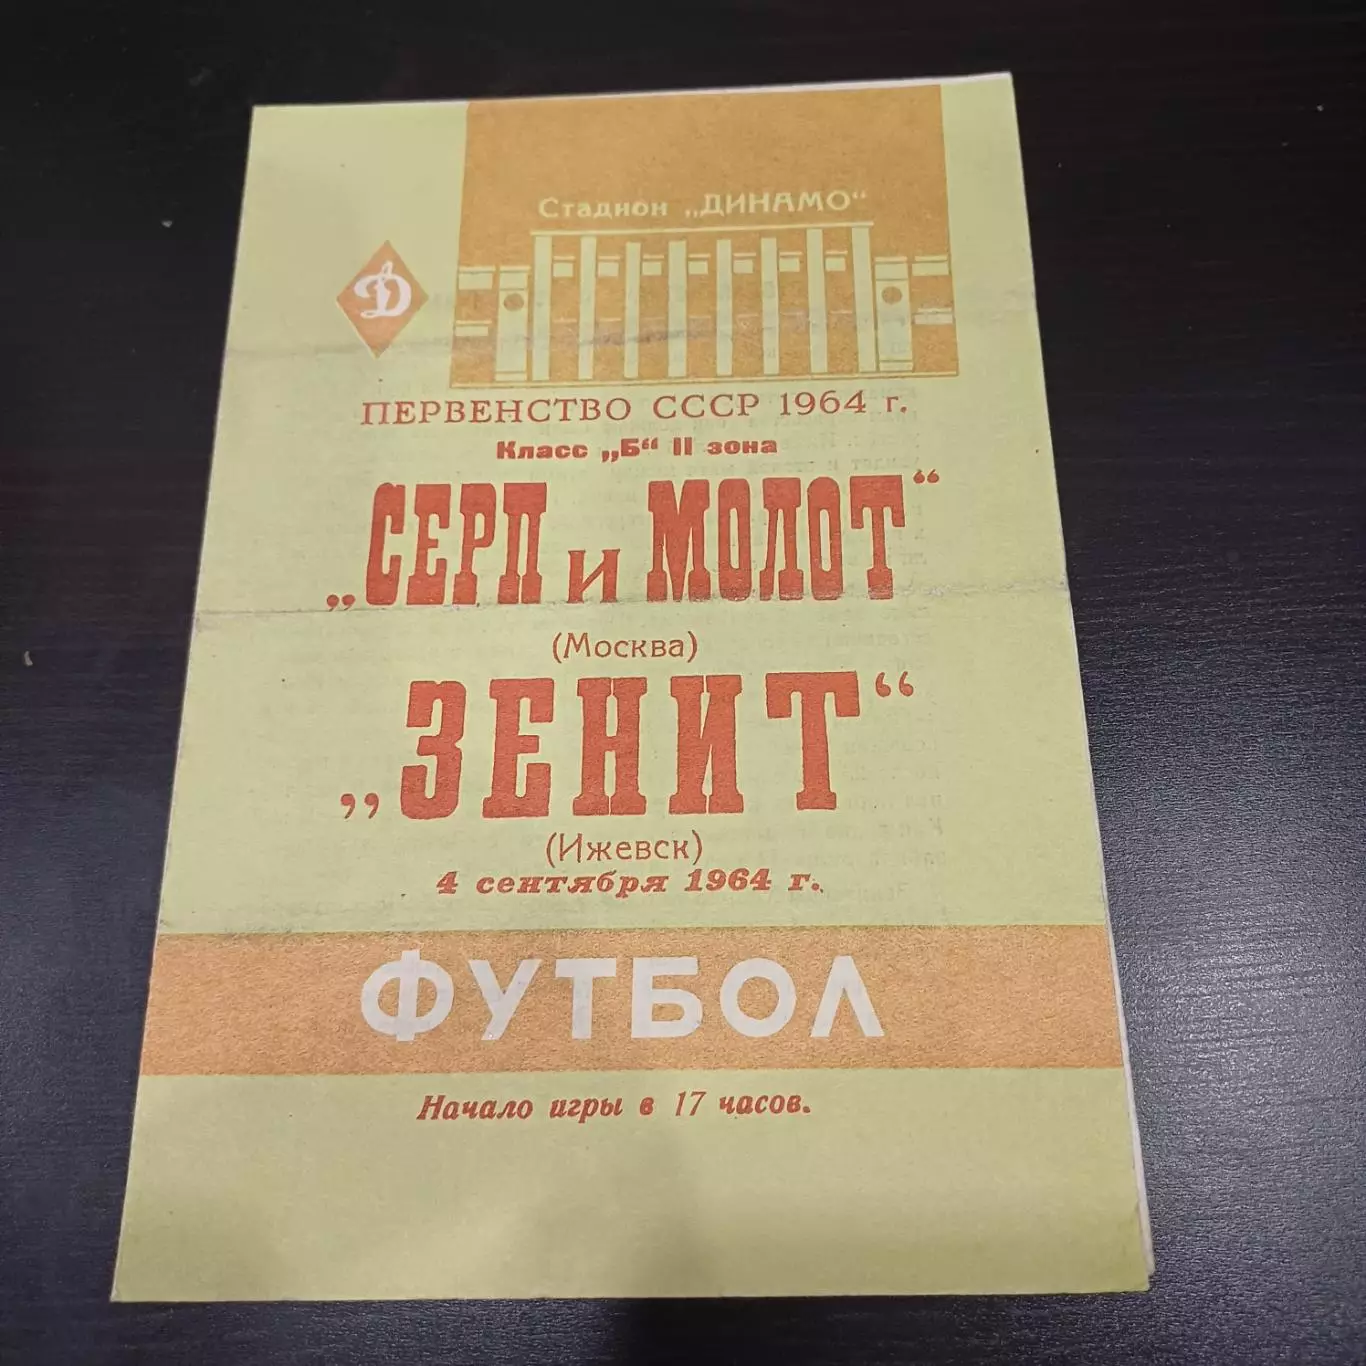 Стадион „ДИНАМО“
Д
ПЕРВЕНСТВО СССР 1964 г.
Класс „Б“ II зона
„СЕРП и МОЛОТ“
(Москва)
„ЗЕНИТ“
(Ижевск)
4 сентября 1964 г.
ФУТБОЛ
Начало игры в 17 часов.